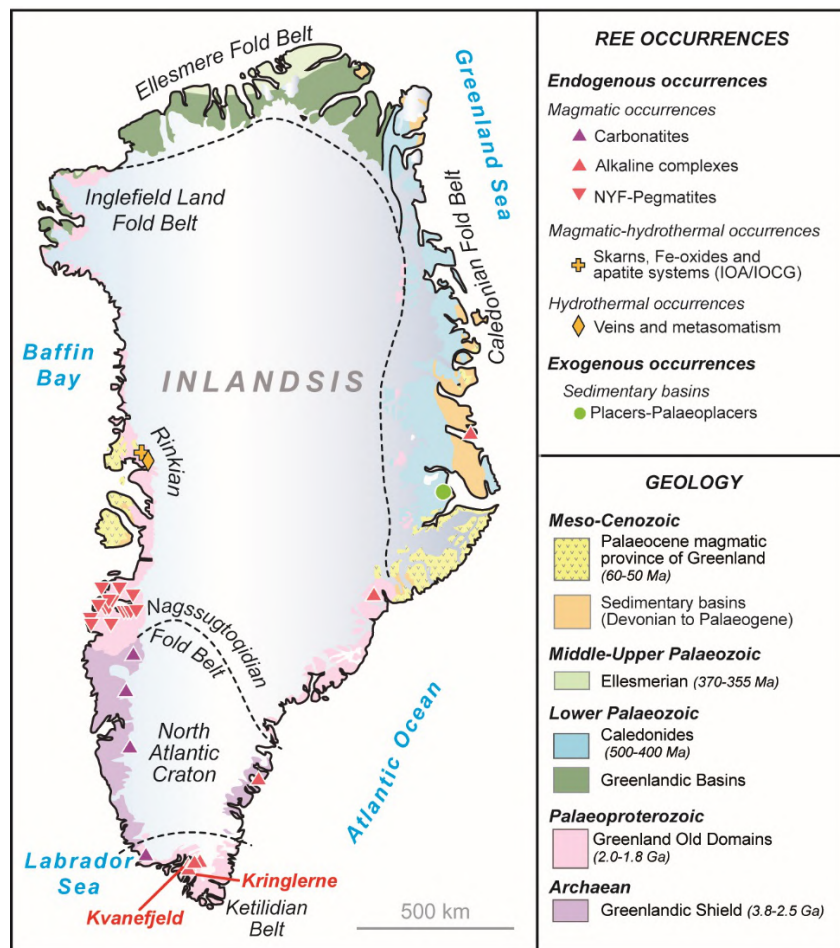 Ellesmere Fold Belt
Greenland Sea
Inglefield Land
Fold Belt
Caledonian Fold Belt
Baffin
Bay
INLANDSIS
Rinkian
Nagssugtoqidian
Fold Belt
North
Atlantic
Craton
Atlantic Ocean
Labrador
Sea
Kringlerne
Kvanefjeld
Ketilidian
Belt
500 km
REE OCCURRENCES
Endogenous occurrences
Magmatic occurrences
Carbonatites
Alkaline complexes
NYF-Pegmatites
Magmatic-hydrothermal occurrences
Skarns, Fe-oxides and
apatite systems (IOA/IOCG)
Hydrothermal occurrences
Veins and metasomatism
Exogenous occurrences
Sedimentary basins
Placers-Palaeoplacers
GEOLOGY
Meso-Cenozoic
Palaeocene magmatic
province of Greenland
(60-50 Ma)
Sedimentary basins
(Devonian to Palaeogene)
Middle-Upper Palaeozoic
Ellesmerian (370-355 Ma)
Lower Palaeozoic
Caledonides
(500-400 Ma)
Greenlandic Basins
Palaeoproterozoic
Greenland Old Domains
(2.0-1.8 Ga)
Archaean
Greenlandic Shield (3.8-2.5 Ga)